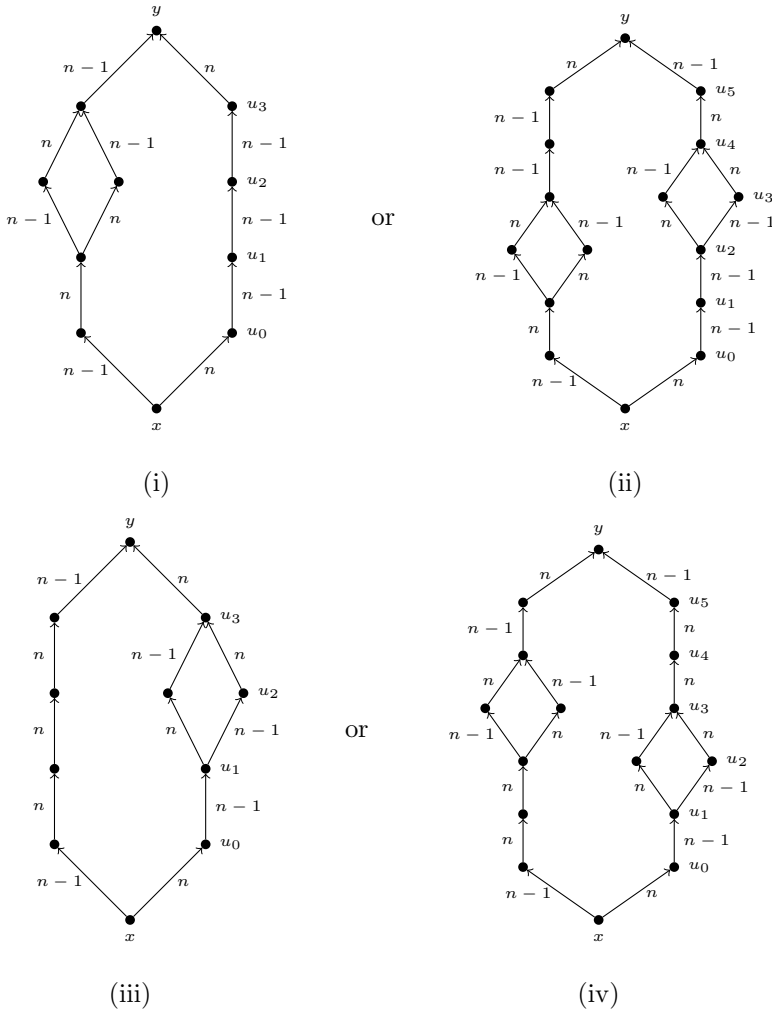 y
n − 1 n
u₃
n n − 1 n − 1
u₂
n − 1 n n − 1
u₁
n n − 1
u₀
n − 1 n
x
(i)
or
y
n n − 1
u₅
n − 1 n
u₄
n − 1 n − 1 n
u₃
n n − 1 n n − 1
u₂
n − 1 n n − 1
u₁
n n − 1
u₀
n − 1 n
x
(ii)
y
n − 1 n
u₃
n n − 1 n
u₂
n n n − 1
u₁
n n − 1
u₀
n − 1 n
x
(iii)
or
y
n n − 1
u₅
n − 1 n
u₄
n n − 1 n
u₃
n − 1 n n − 1 n
u₂
n n − 1
u₁
n n − 1
u₀
n − 1 n
x
(iv)